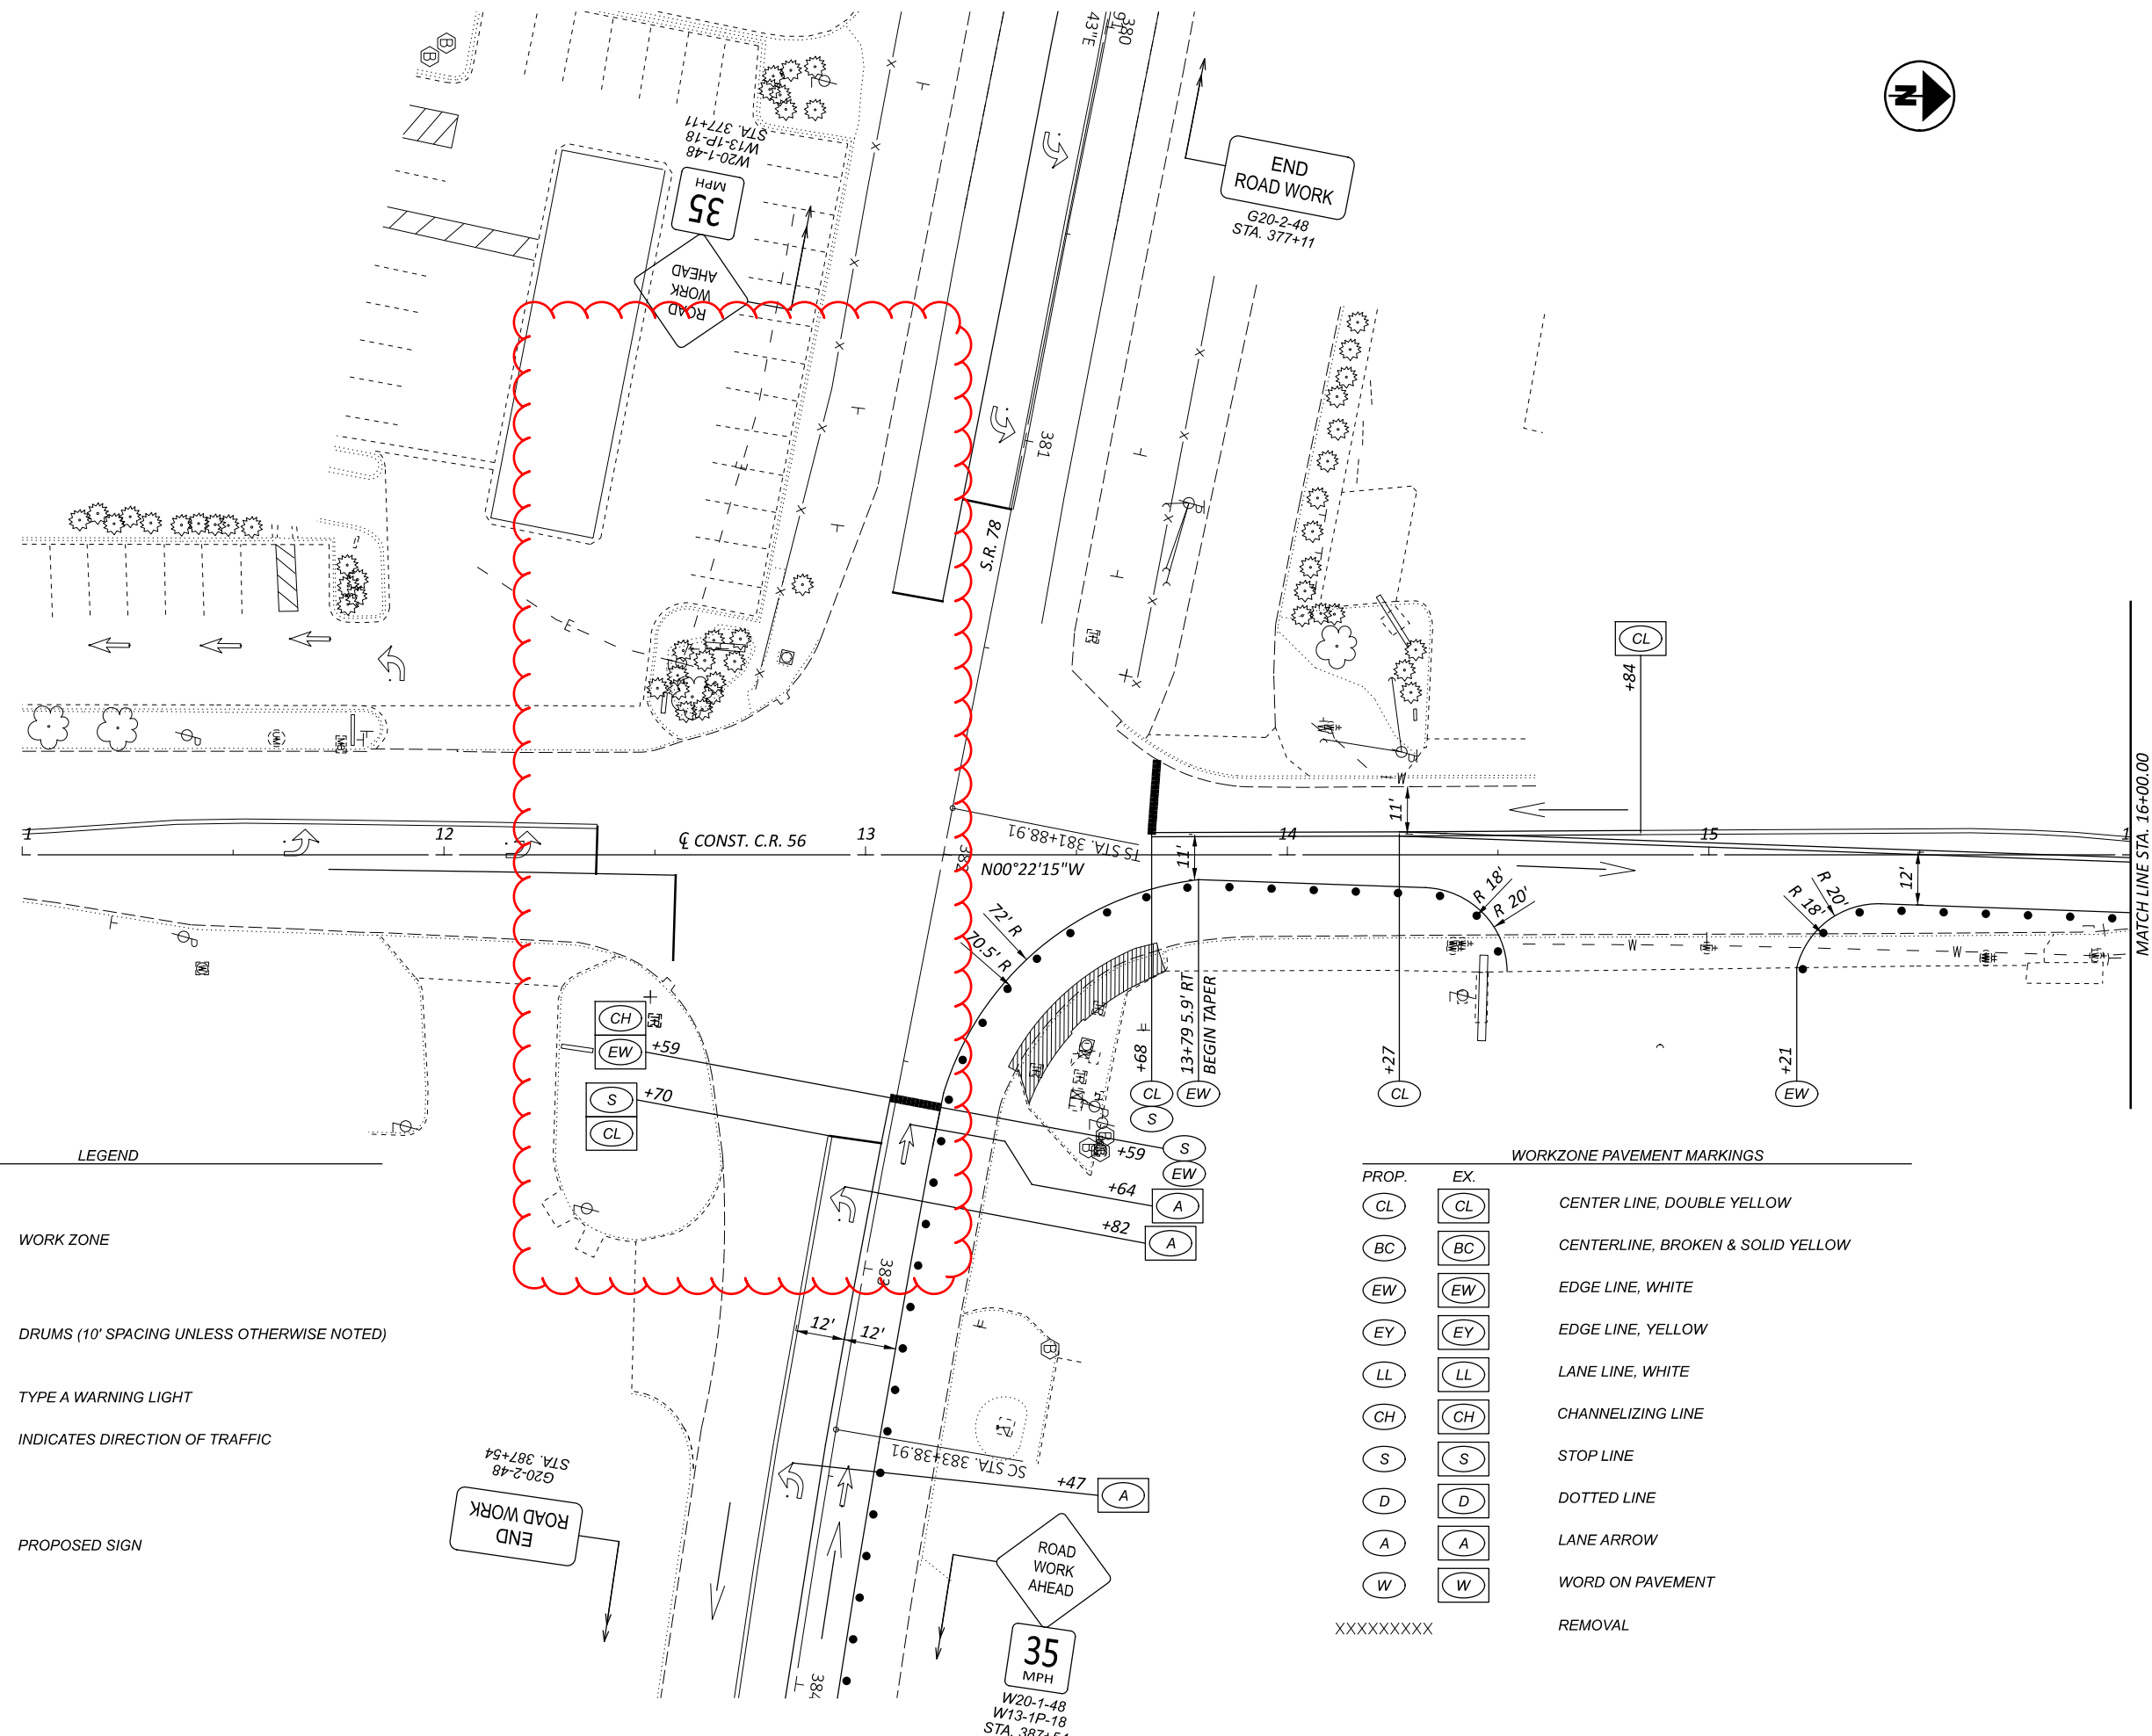 B
B
W20-1-48
W13-1P-18
STA. 377+11
35
MPH
ROAD
WORK
AHEAD
43"E
380
N
END
ROAD WORK
G20-2-48
STA. 377+11
381
S.R. 78
E
E
CL
+84
11'
W
1
12
℄ CONST. C.R. 56
13
14
15
1
TS STA. 381+88.91
382
N00°22'15"W
11'
12'
MATCH LINE STA. 16+00.00
72' R
70.5' R
R 18'
R 20'
R 20'
R 18'
W
W
CH
EW
+59
S
+70
CL
+68
13+79 5.9' RT
BEGIN TAPER
+27
+21
CL
EW
CL
EW
S
+59
S
EW
+64
A
+82
A
383
12'
12'
B
SC STA. 383+38.91
+47
A
G20-2-48
STA. 387+54
END
ROAD WORK
ROAD
WORK
AHEAD
35
MPH
W20-1-48
W13-1P-18
STA. 387+54
384
LEGEND
WORK ZONE
DRUMS (10' SPACING UNLESS OTHERWISE NOTED)
TYPE A WARNING LIGHT
INDICATES DIRECTION OF TRAFFIC
PROPOSED SIGN
WORKZONE PAVEMENT MARKINGS
PROP. EX.
CL CL CENTER LINE, DOUBLE YELLOW
BC BC CENTERLINE, BROKEN & SOLID YELLOW
EW EW EDGE LINE, WHITE
EY EY EDGE LINE, YELLOW
LL LL LANE LINE, WHITE
CH CH CHANNELIZING LINE
S S STOP LINE
D D DOTTED LINE
A A LANE ARROW
W W WORD ON PAVEMENT
XXXXXXXXX REMOVAL